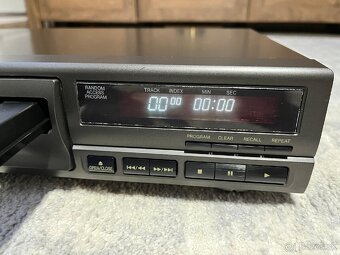 RANDOM
ACCESS
PROGRAM
TRACK INDEX MIN SEC
00 00 00:00
PROGRAM CLEAR RECALL REPEAT
OPEN/CLOSE